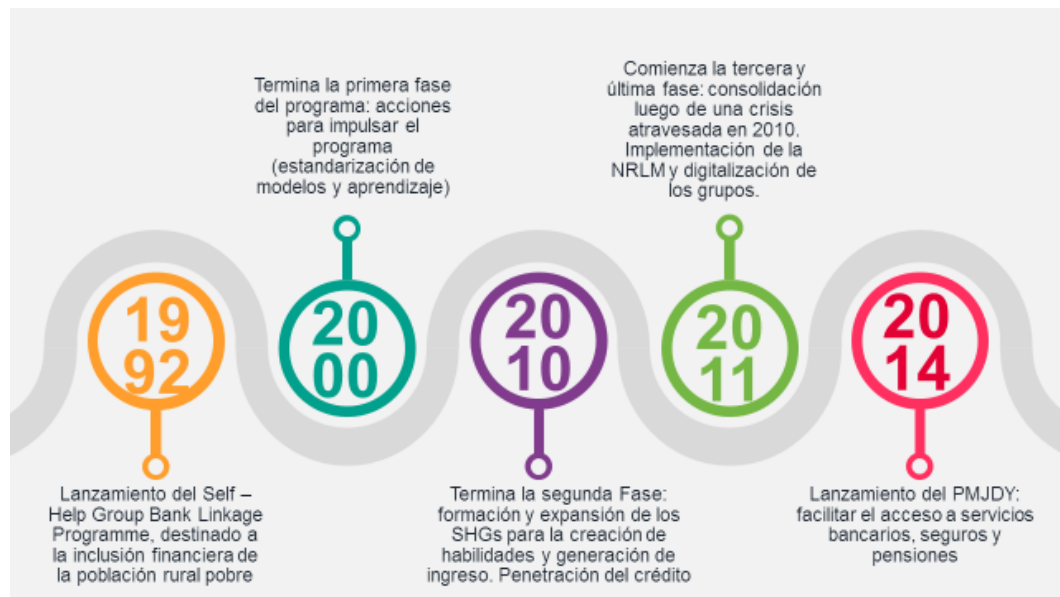 19
92
Lanzamiento del Self –
Help Group Bank Linkage
Programme, destinado a
la inclusión financiera de
la población rural pobre
Termina la primera fase
del programa: acciones
para impulsar el
programa
(estandarización de
modelos y aprendizaje)
20
00
20
10
Termina la segunda Fase:
formación y expansión de los
SHGs para la creación de
habilidades y generación de
ingreso. Penetración del crédito
Comienza la tercera y
última fase: consolidación
luego de una crisis
atravesada en 2010.
Implementación de la
NRLM y digitalización de
los grupos.
20
11
20
14
Lanzamiento del PMJDY:
facilitar el acceso a servicios
bancarios, seguros y
pensiones